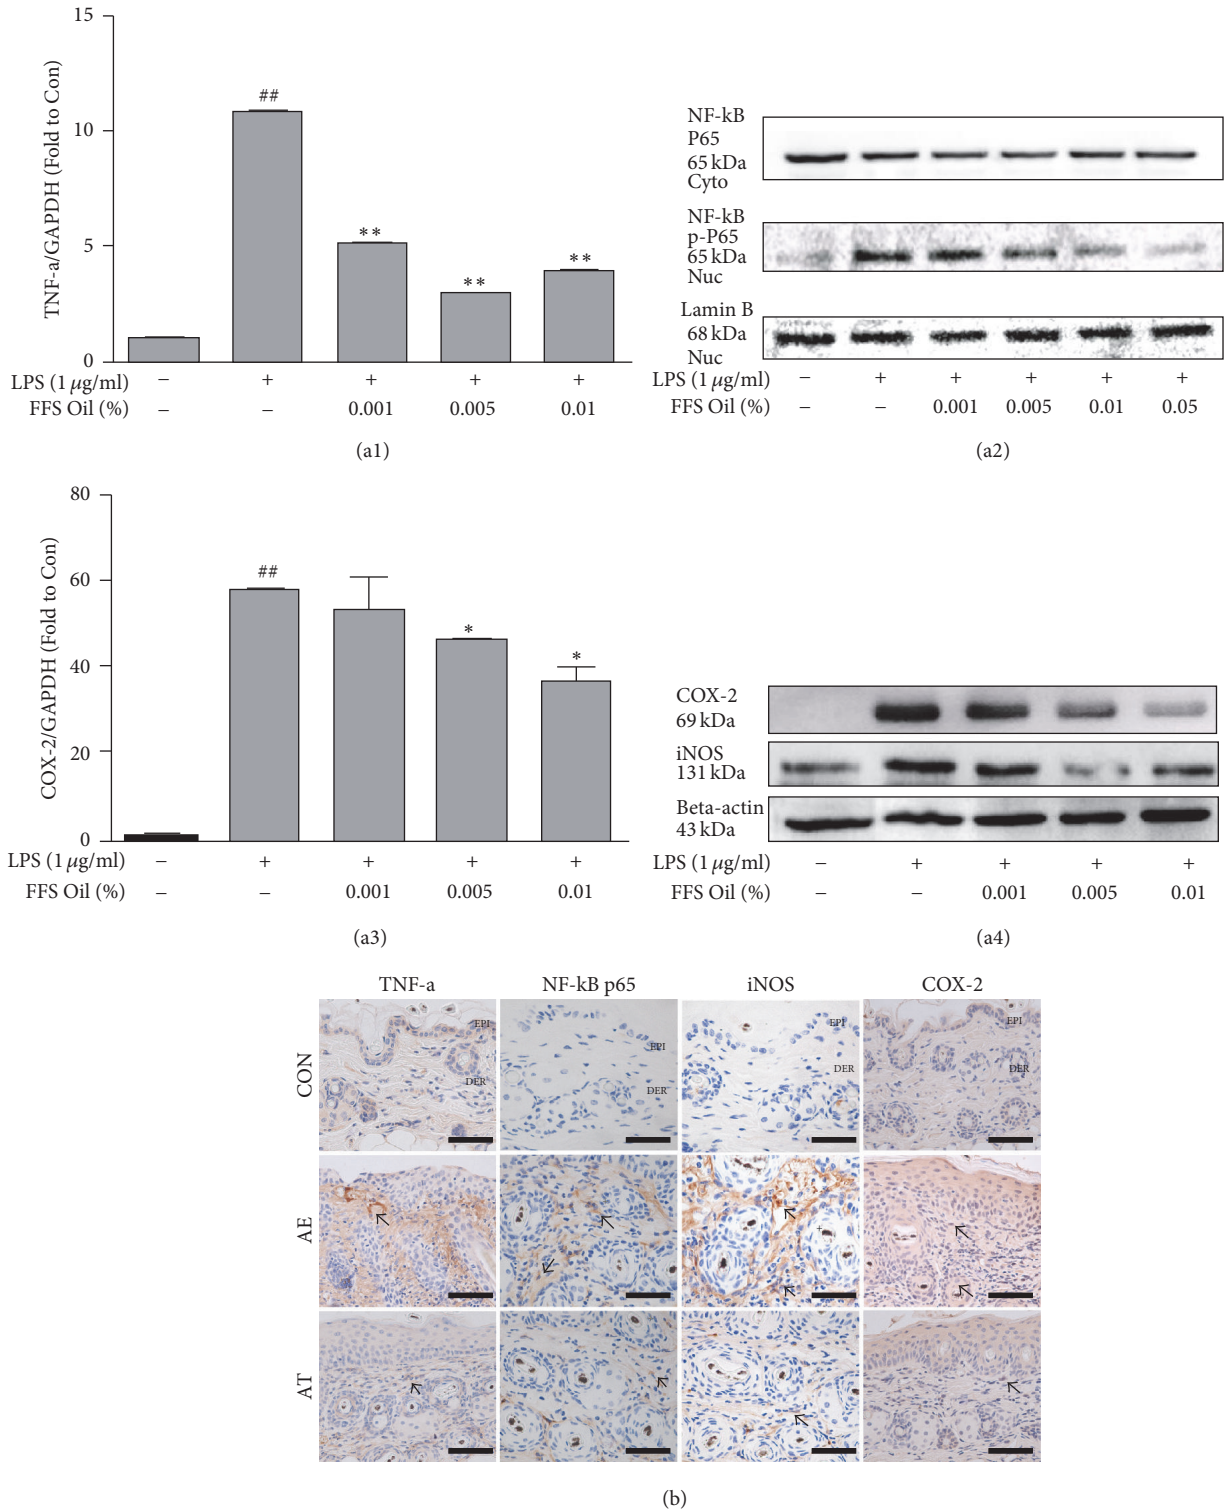 15
10
5
0
TNF-a/GAPDH (Fold to Con)
##
**
**
**
LPS (1 μg/ml) − + + + +
FFS Oil (%) − − 0.001 0.005 0.01
(a1)
NF-kB
P65
65 kDa
Cyto
NF-kB
p-P65
65 kDa
Nuc
Lamin B
68 kDa
Nuc
LPS (1 μg/ml) − + + + + +
FFS Oil (%) − − 0.001 0.005 0.01 0.05
(a2)
80
60
40
20
0
COX-2/GAPDH (Fold to Con)
##
*
*
LPS (1 μg/ml) − + + + +
FFS Oil (%) − − 0.001 0.005 0.01
(a3)
COX-2
69 kDa
iNOS
131 kDa
Beta-actin
43 kDa
LPS (1 μg/ml) − + + + +
FFS Oil (%) − − 0.001 0.005 0.01
(a4)
TNF-a NF-kB p65 iNOS COX-2
CON
EPI
DER
EPI
DER
EPI
DER
EPI
DER
AE
+
AT
(b)